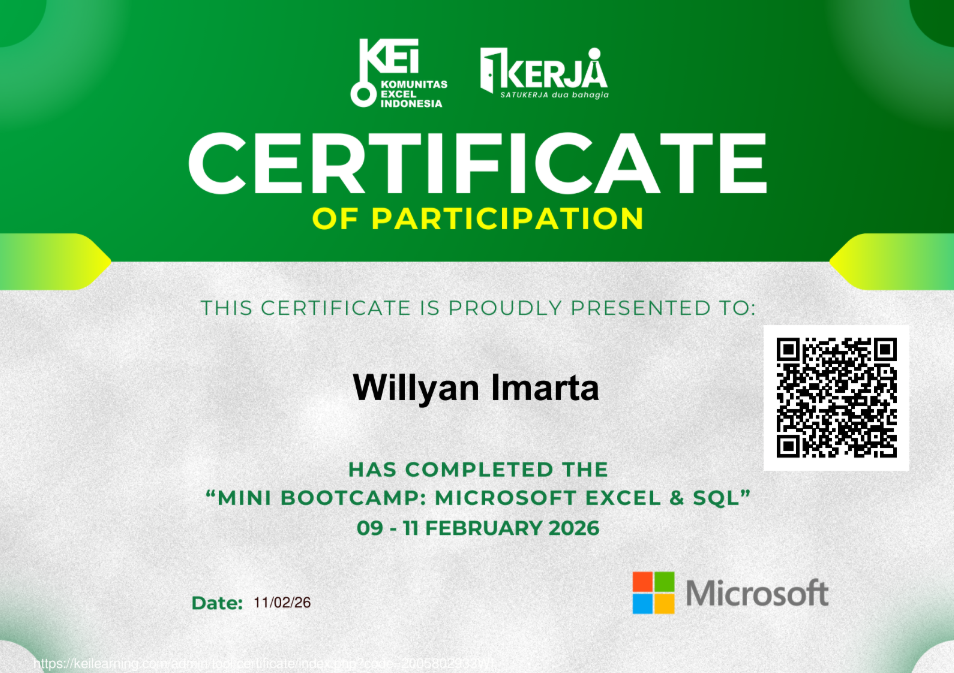 KEI
KOMUNITAS
EXCEL
INDONESIA
1KERJA
SATUKERJA dua bahagia
CERTIFICATE
OF PARTICIPATION
THIS CERTIFICATE IS PROUDLY PRESENTED TO:
Willyan Imarta
HAS COMPLETED THE
“MINI BOOTCAMP: MICROSOFT EXCEL & SQL”
09 - 11 FEBRUARY 2026
Microsoft
Date: 11/02/26